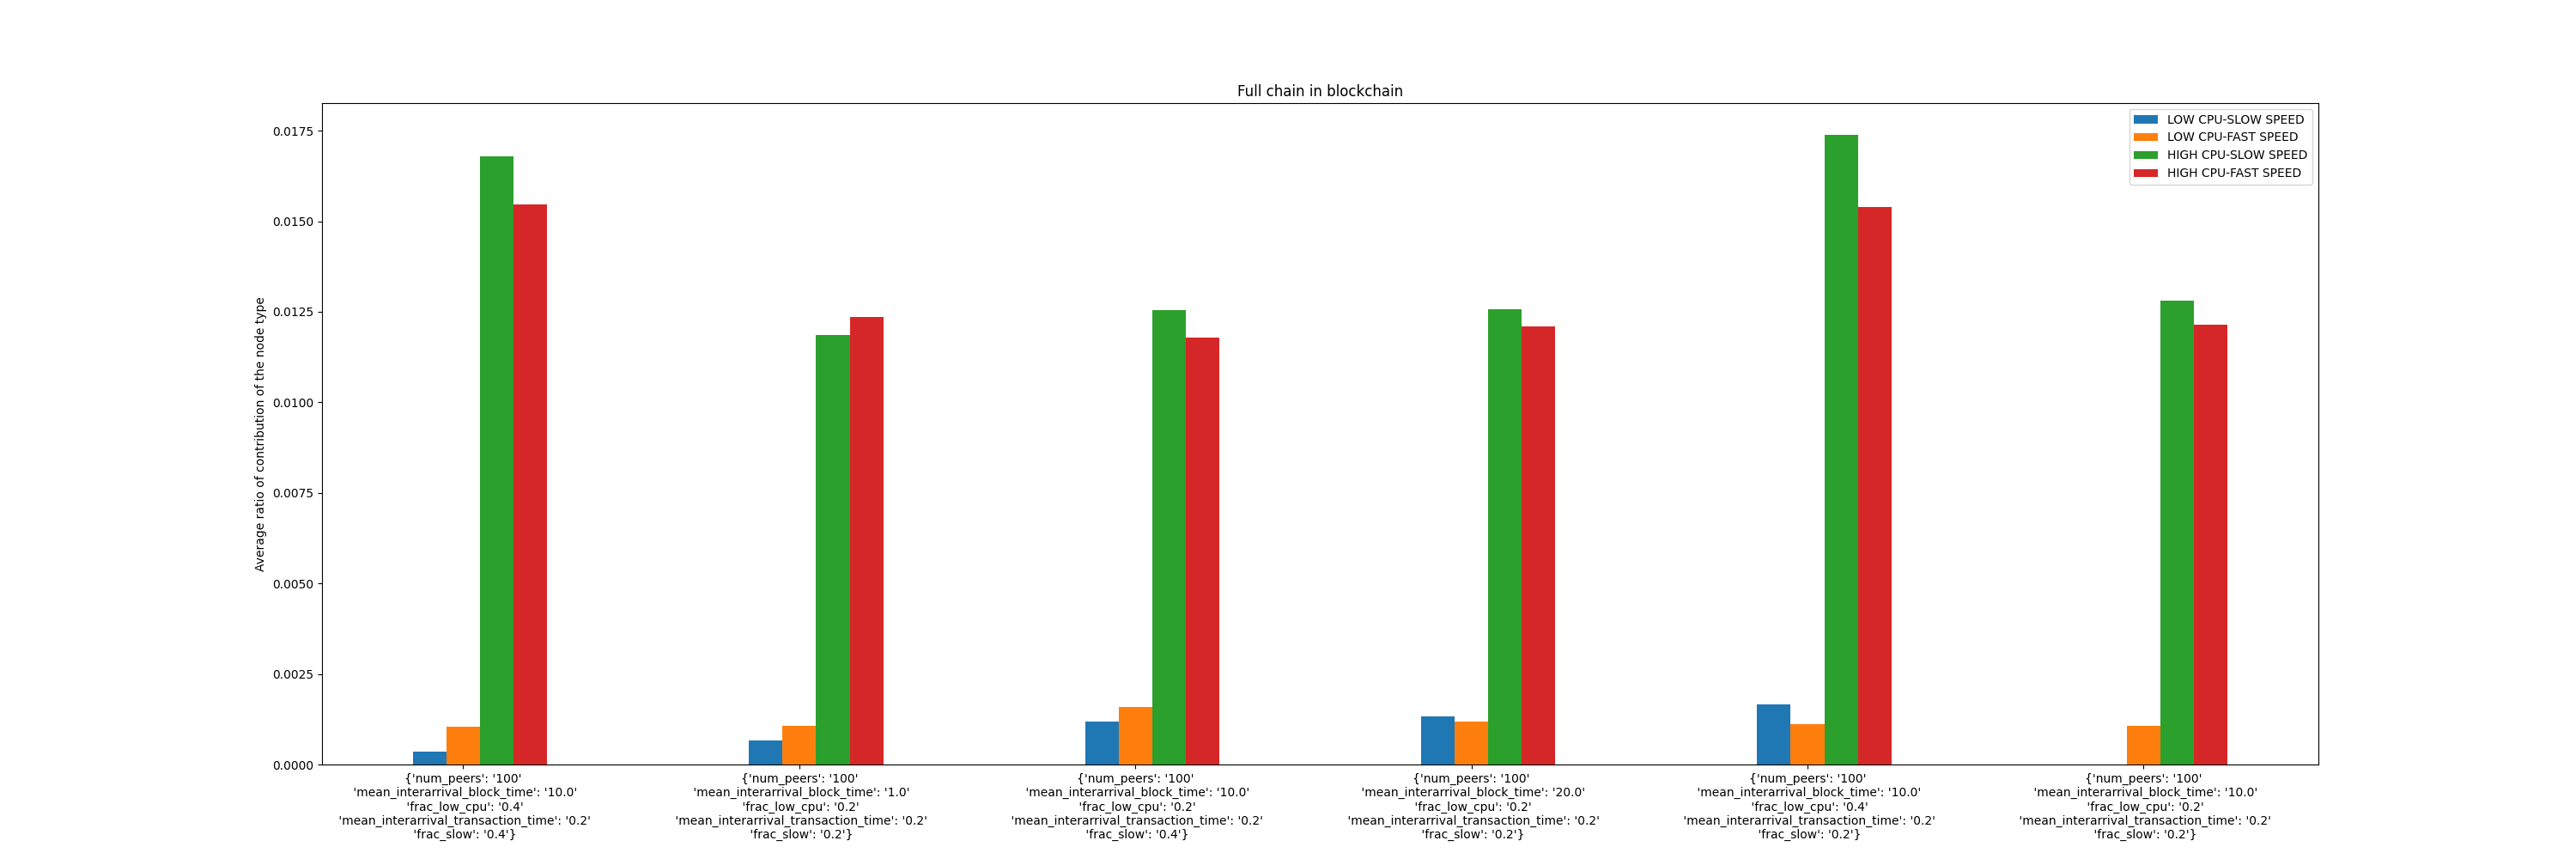 Full chain in blockchain
LOW CPU-SLOW SPEED
LOW CPU-FAST SPEED
HIGH CPU-SLOW SPEED
HIGH CPU-FAST SPEED
Average ratio of contribution of the node type
0.0175
0.0150
0.0125
0.0100
0.0075
0.0050
0.0025
0.0000
{'num_peers': '100'
'mean_interarrival_block_time': '10.0'
'frac_low_cpu': '0.4'
'mean_interarrival_transaction_time': '0.2'
'frac_slow': '0.4'}
{'num_peers': '100'
'mean_interarrival_block_time': '1.0'
'frac_low_cpu': '0.2'
'mean_interarrival_transaction_time': '0.2'
'frac_slow': '0.2'}
{'num_peers': '100'
'mean_interarrival_block_time': '10.0'
'frac_low_cpu': '0.2'
'mean_interarrival_transaction_time': '0.2'
'frac_slow': '0.4'}
{'num_peers': '100'
'mean_interarrival_block_time': '20.0'
'frac_low_cpu': '0.2'
'mean_interarrival_transaction_time': '0.2'
'frac_slow': '0.2'}
{'num_peers': '100'
'mean_interarrival_block_time': '10.0'
'frac_low_cpu': '0.4'
'mean_interarrival_transaction_time': '0.2'
'frac_slow': '0.2'}
{'num_peers': '100'
'mean_interarrival_block_time': '10.0'
'frac_low_cpu': '0.2'
'mean_interarrival_transaction_time': '0.2'
'frac_slow': '0.2'}